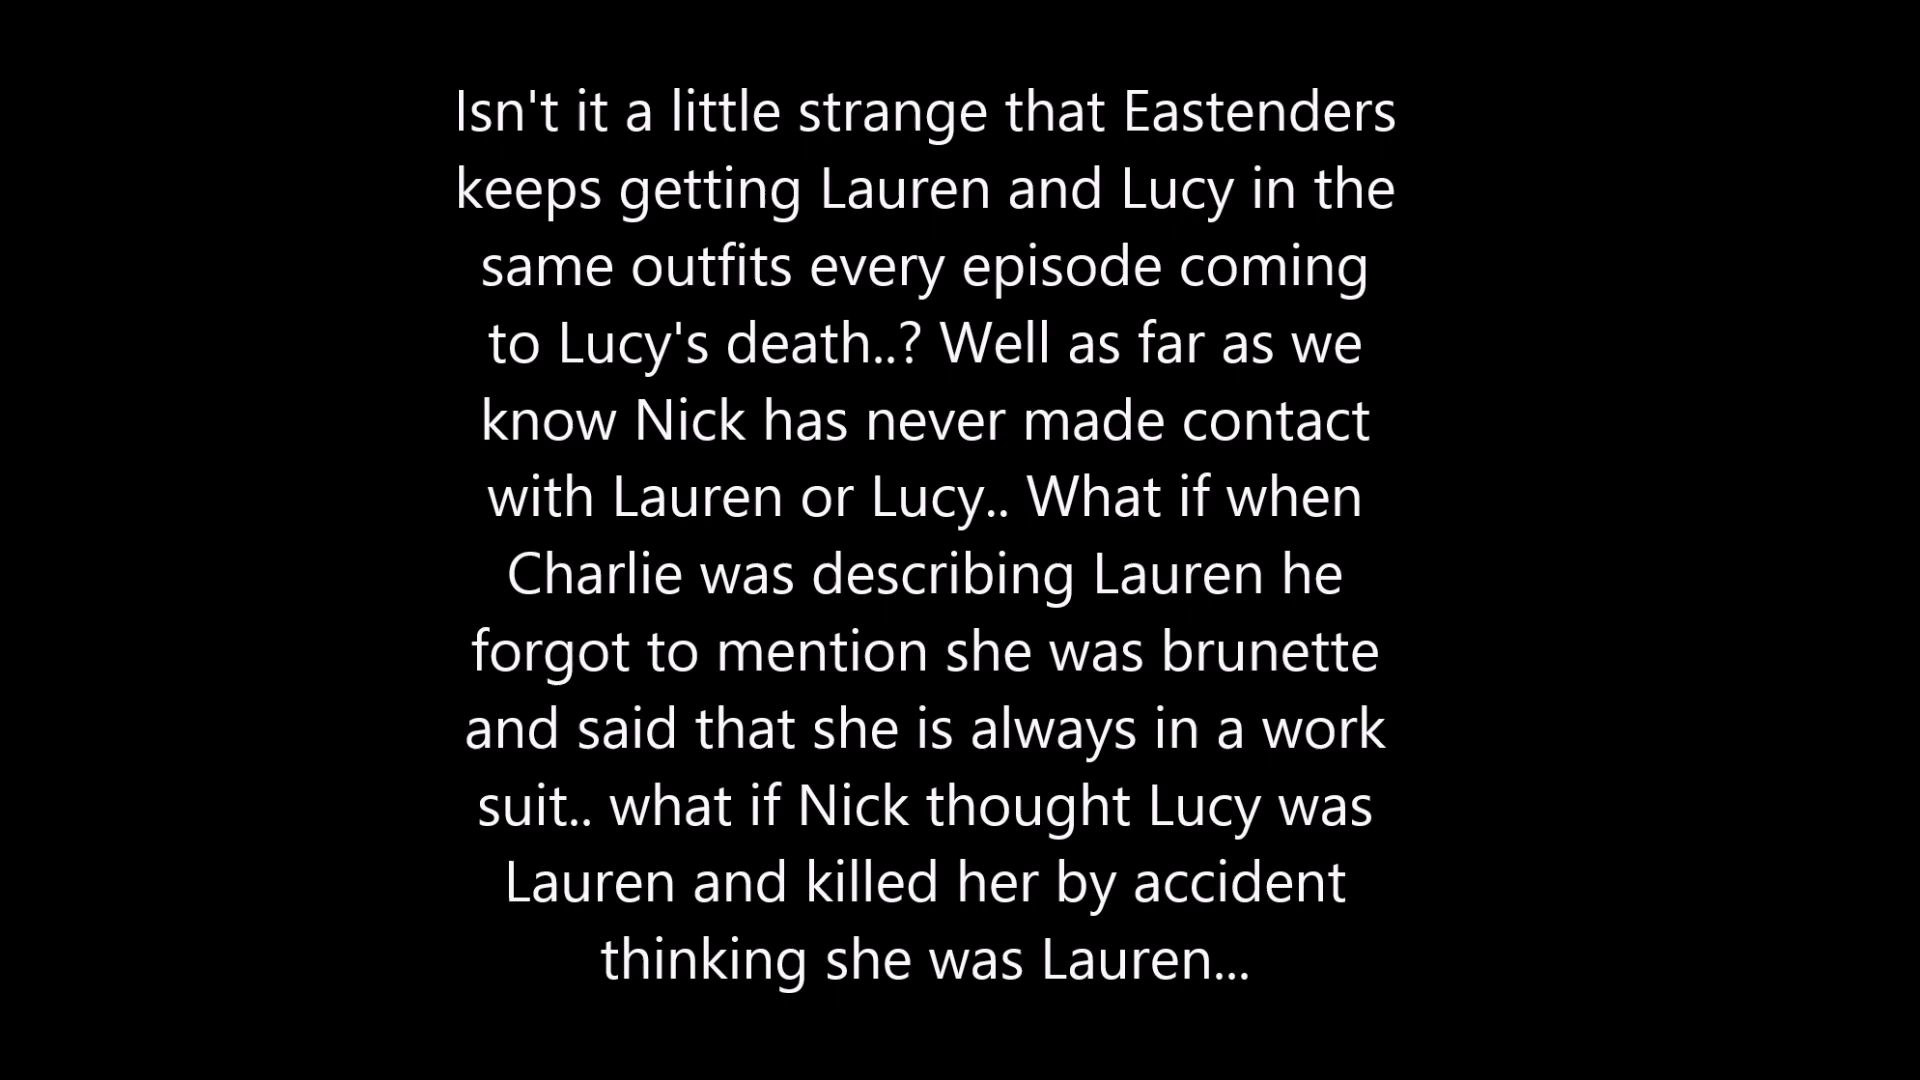 Isn't it a little strange that Eastenders
keeps getting Lauren and Lucy in the
same outfits every episode coming
to Lucy's death..? Well as far as we
know Nick has never made contact
with Lauren or Lucy.. What if when
Charlie was describing Lauren he
forgot to mention she was brunette
and said that she is always in a work
suit.. what if Nick thought Lucy was
Lauren and killed her by accident
thinking she was Lauren...